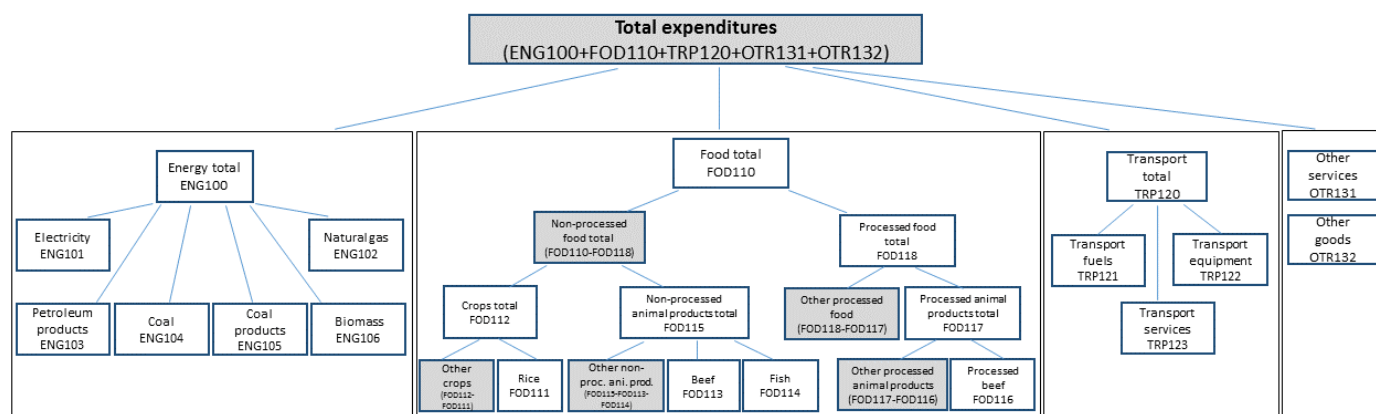 Total expenditures
(ENG100+FOD110+TRP120+OTR131+OTR132)
Energy total
ENG100
Electricity
ENG101
Natural gas
ENG102
Petroleum
products
ENG103
Coal
ENG104
Coal
products
ENG105
Biomass
ENG106
Food total
FOD110
Non-processed
food total
(FOD110-FOD118)
Processed food
total
FOD118
Crops total
FOD112
Non-processed
animal products total
FOD115
Other processed
food
(FOD118-FOD117)
Processed animal
products total
FOD117
Other
crops
(FOD112-
FOD111)
Rice
FOD111
Other non-
proc. ani. prod.
(FOD115-FOD113-
FOD114)
Beef
FOD113
Fish
FOD114
Other processed
animal products
(FOD117-FOD116)
Processed
beef
FOD116
Transport
total
TRP120
Transport
fuels
TRP121
Transport
equipment
TRP122
Transport
services
TRP123
Other
services
OTR131
Other
goods
OTR132